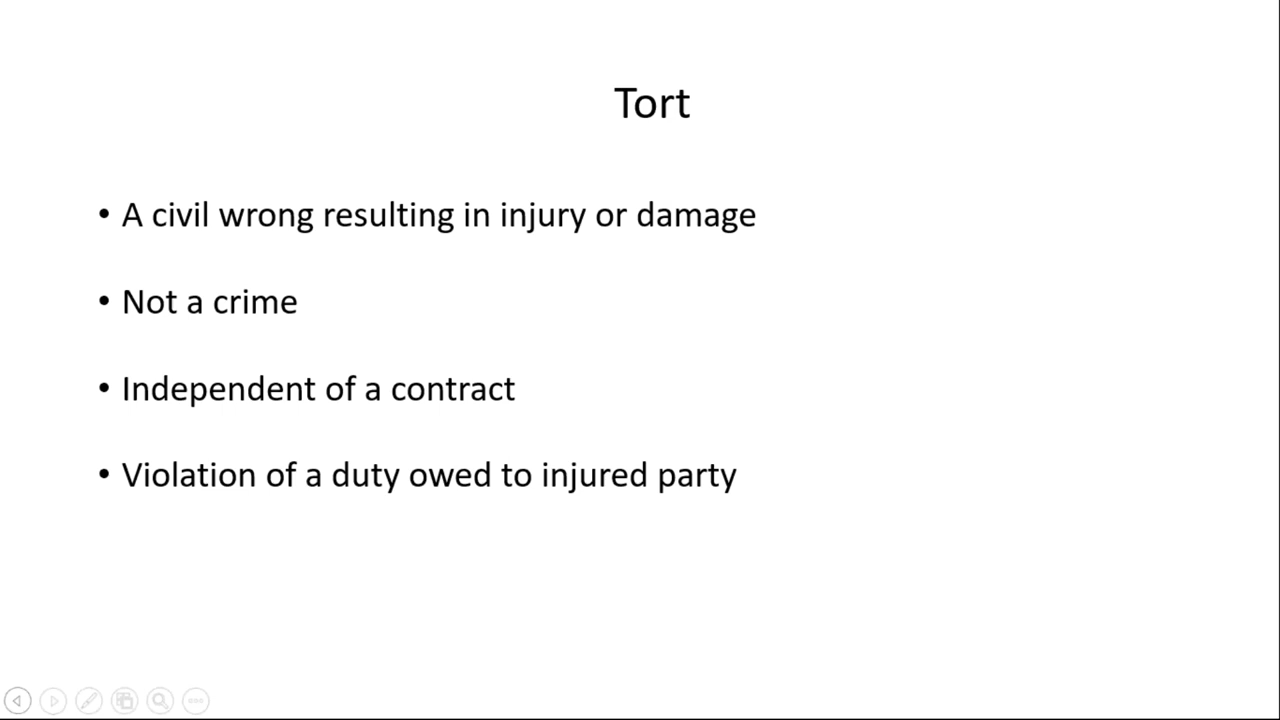 Tort
• A civil wrong resulting in injury or damage
• Not a crime
• Independent of a contract
• Violation of a duty owed to injured party